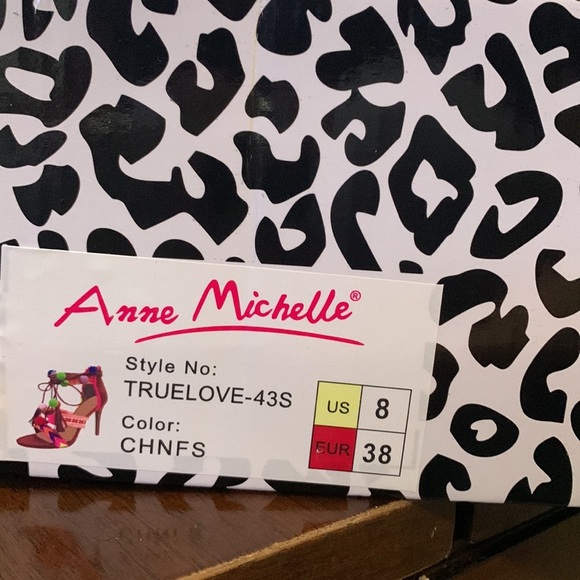 Anne Michelle®
Style No:
TRUELOVE-43S
Color:
CHNFS
US 8
EUR 38